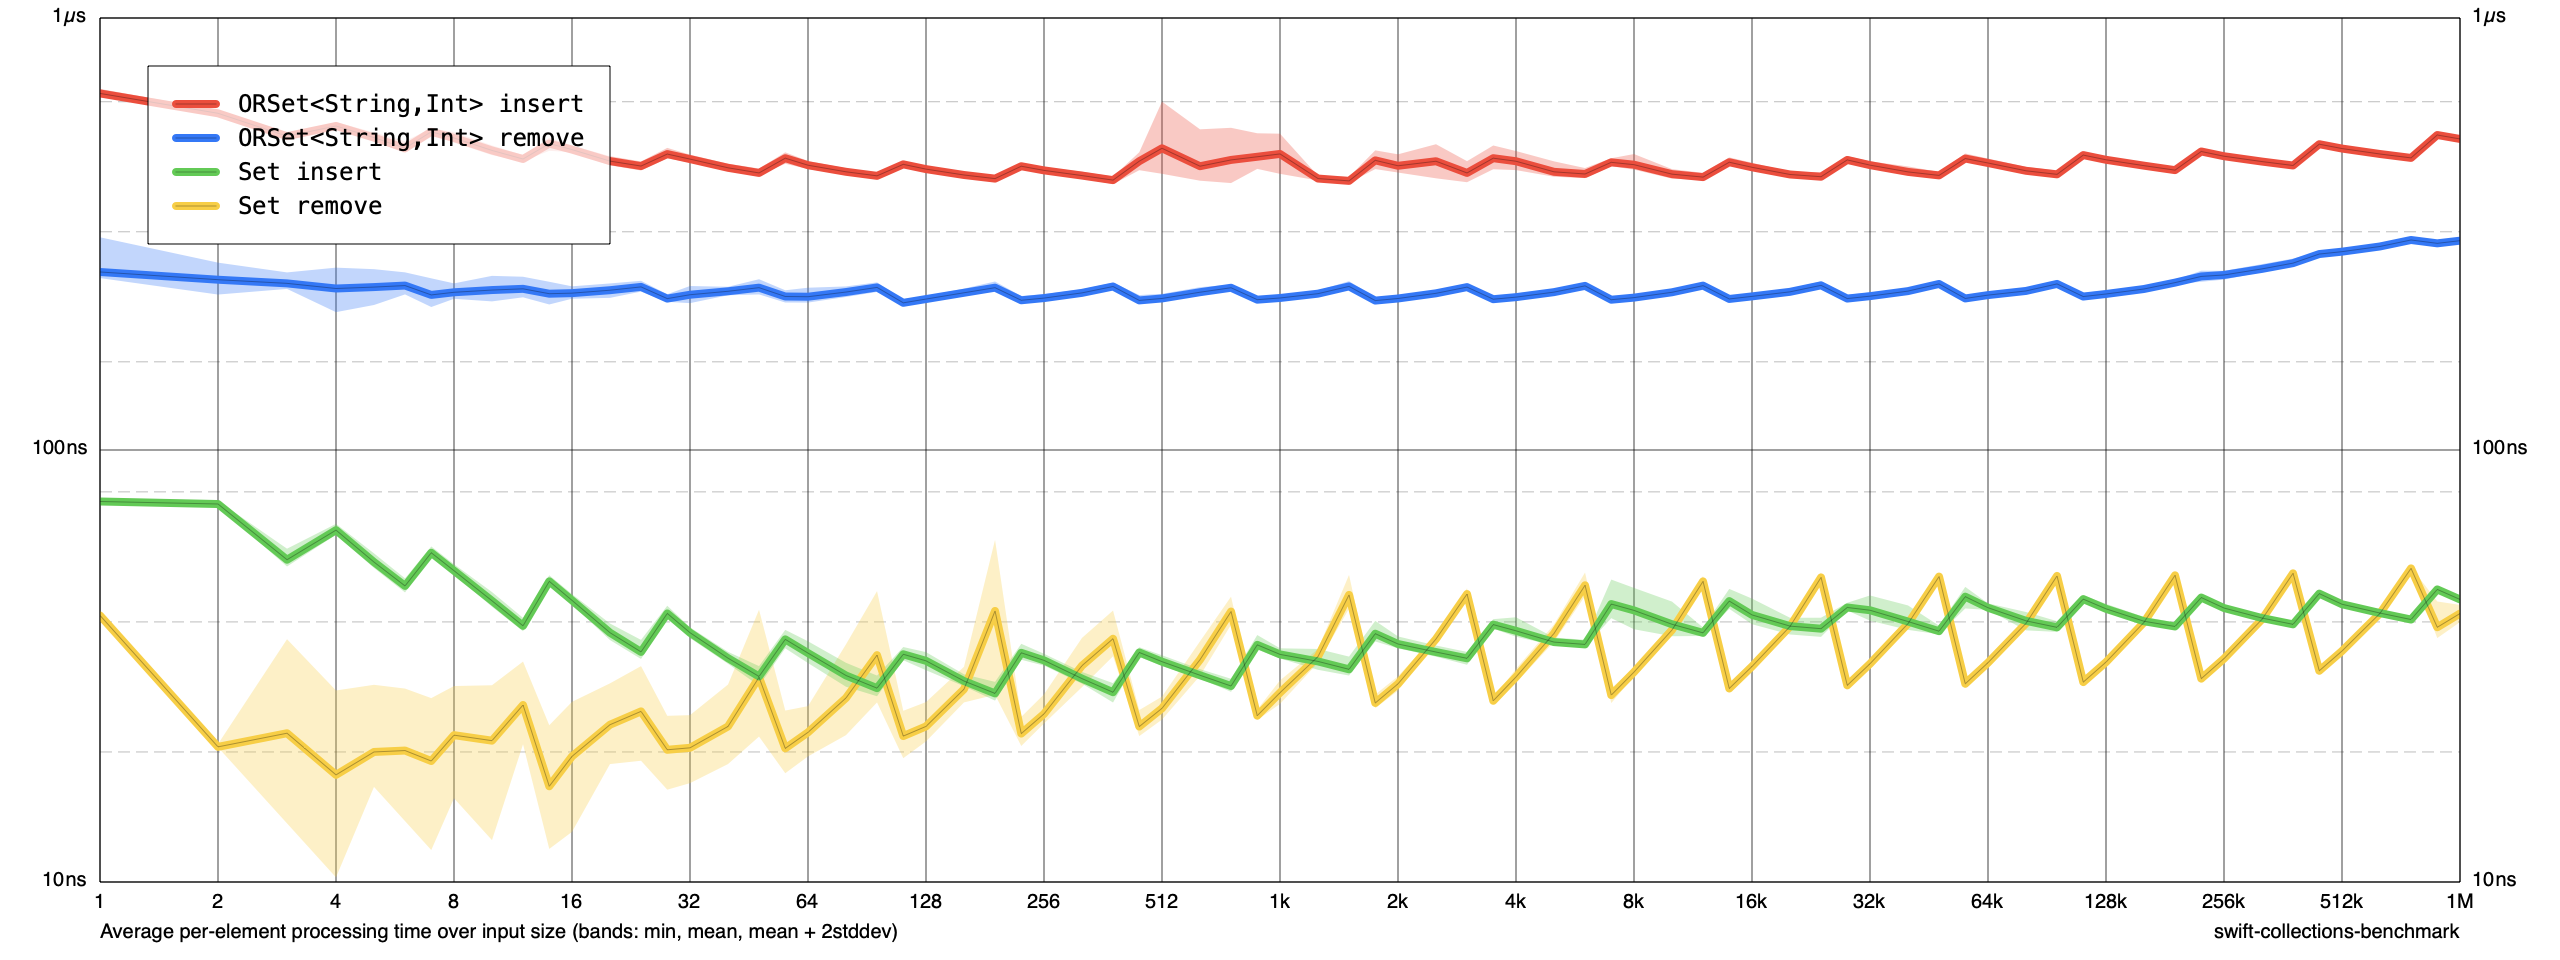 1µs 1µs
ORSet<String,Int> insert
ORSet<String,Int> remove
Set insert
Set remove
100ns 100ns
10ns 10ns
1 2 4 8 16 32 64 128 256 512 1k 2k 4k 8k 16k 32k 64k 128k 256k 512k 1M
Average per-element processing time over input size (bands: min, mean, mean + 2stddev) swift-collections-benchmark